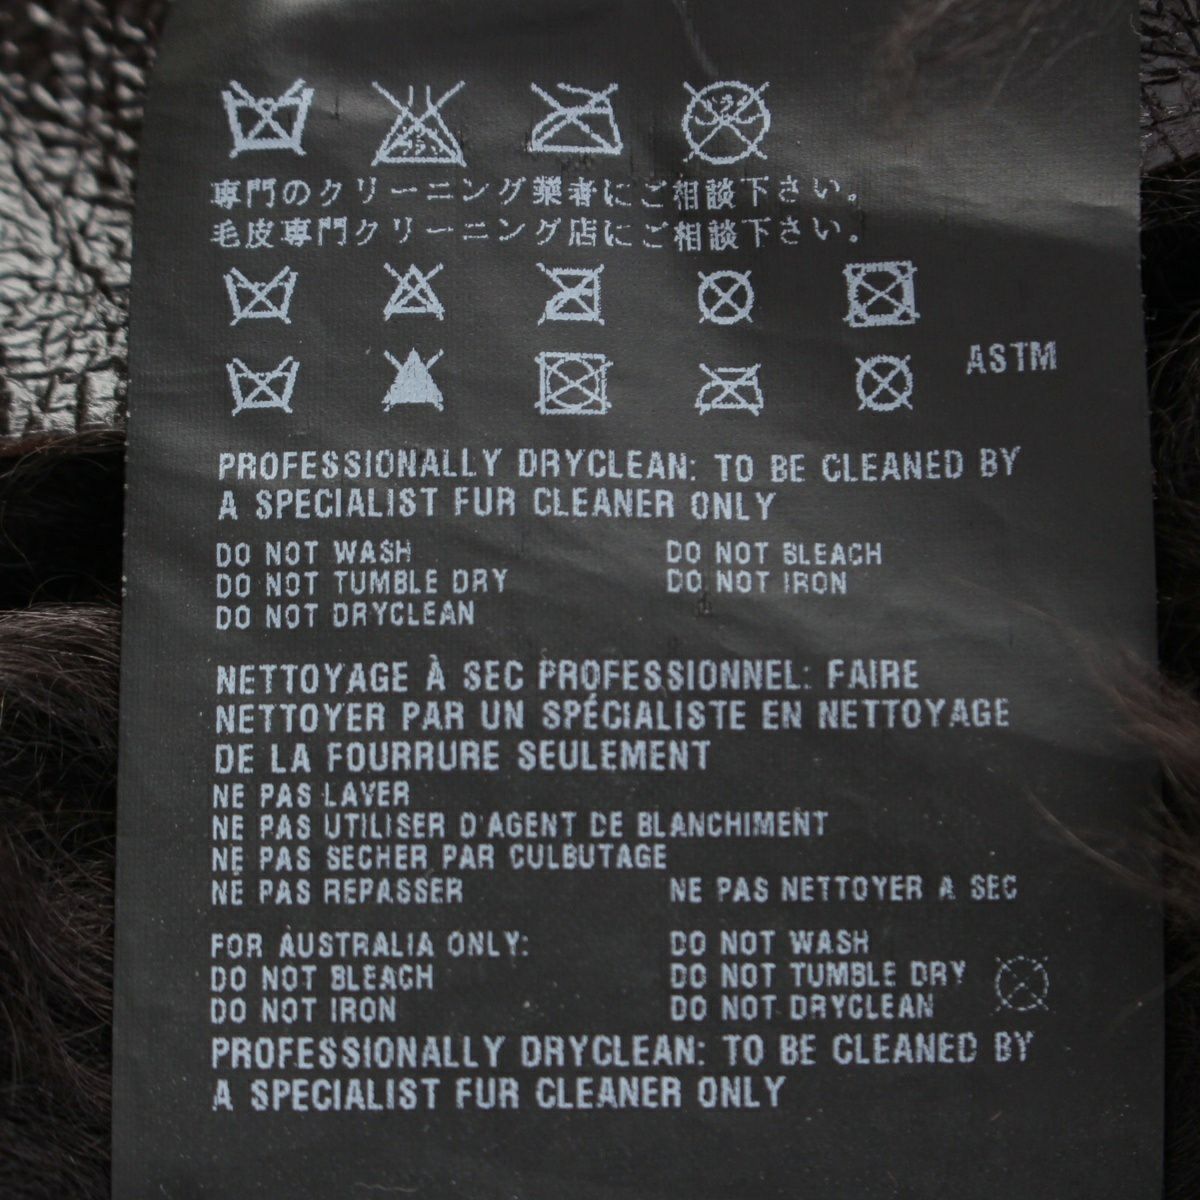 専門のクリーニング業者にご相談下さい。
毛皮専門クリーニング店にご相談下さい。
ASTM
PROFESSIONALLY DRYCLEAN: TO BE CLEANED BY
A SPECIALIST FUR CLEANER ONLY
DO NOT WASH DO NOT BLEACH
DO NOT TUMBLE DRY DO NOT IRON
DO NOT DRYCLEAN
NETTOYAGE À SEC PROFESSIONNEL: FAIRE
NETTOYER PAR UN SPÉCIALISTE EN NETTOYAGE
DE LA FOURRURE SEULEMENT
NE PAS LAVER
NE PAS UTILISER D'AGENT DE BLANCHIMENT
NE PAS SECHER PAR CULBUTAGE
NE PAS REPASSER NE PAS NETTOYER A SEC
FOR AUSTRALIA ONLY: DO NOT WASH
DO NOT BLEACH DO NOT TUMBLE DRY
DO NOT IRON DO NOT DRYCLEAN
PROFESSIONALLY DRYCLEAN: TO BE CLEANED BY
A SPECIALIST FUR CLEANER ONLY